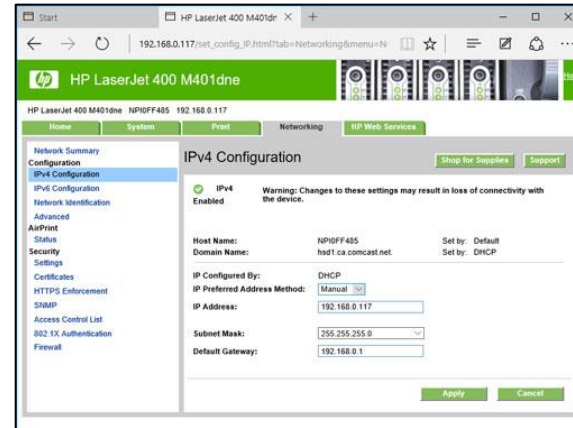 Start
HP LaserJet 400 M401dn
192.168.0.117/set_config_IP.html?tab=Networking&menu=N
hp HP LaserJet 400 M401dne
HP LaserJet 400 M401dne NPI0FF485 192.168.0.117
Home System Print Networking HP Web Services
Network Summary
Configuration
IPv4 Configuration
IPv6 Configuration
Network Identification
Advanced
AirPrint
Status
Security
Settings
Certificates
HTTPS Enforcement
SNMP
Access Control List
802.1X Authentication
Firewall
IPv4 Configuration
Shop for Supplies Support
IPv4 Enabled
Warning: Changes to these settings may result in loss of connectivity with
the device.
Host Name: NPI0FF485 Set by: Default
Domain Name: hsd1.ca.comcast.net. Set by: DHCP
IP Configured By: DHCP
IP Preferred Address Method: Manual
IP Address: 192.168.0.117
Subnet Mask: 255.255.255.0
Default Gateway: 192.168.0.1
Apply Cancel